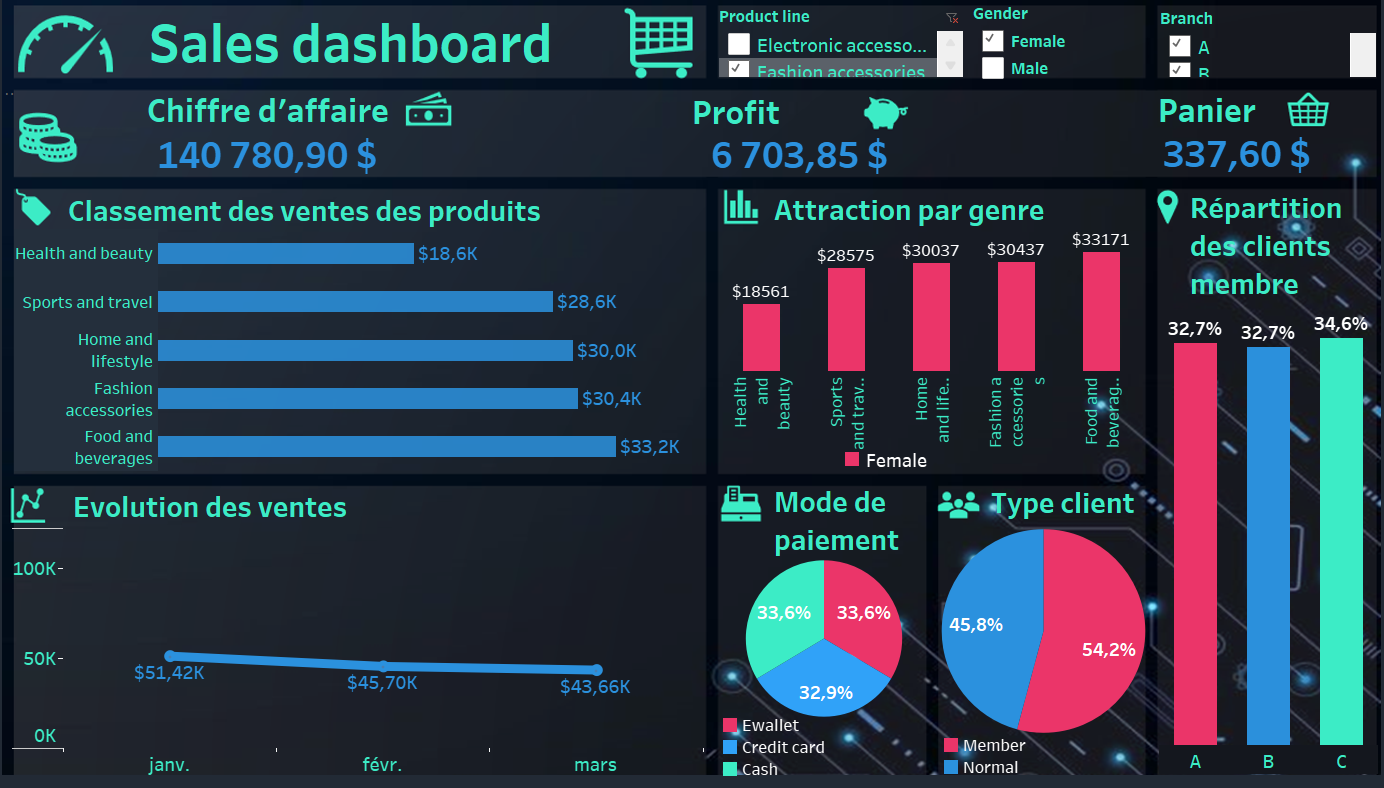 Sales dashboard
Product line
Electronic accesso...
Fashion accessories
Gender
Female
Male
Branch
A
B
Chiffre d’affaire
140 780,90 $
Profit
6 703,85 $
Panier
337,60 $
Classement des ventes des produits
Health and beauty
$18,6K
Sports and travel
$28,6K
Home and
lifestyle
$30,0K
Fashion
accessories
$30,4K
Food and
beverages
$33,2K
Attraction par genre
$18561
$28575
$30037
$30437
$33171
Health
and
beauty
Sports
and trav..
Home
and life..
Fashion a
ccessorie
s
Food and
beverag..
Female
Répartition
des clients
membre
32,7%
32,7%
34,6%
A
B
C
Evolution des ventes
100K
50K
0K
$51,42K
$45,70K
$43,66K
janv.
févr.
mars
Mode de
paiement
33,6%
33,6%
32,9%
Ewallet
Credit card
Cash
Type client
45,8%
54,2%
Member
Normal